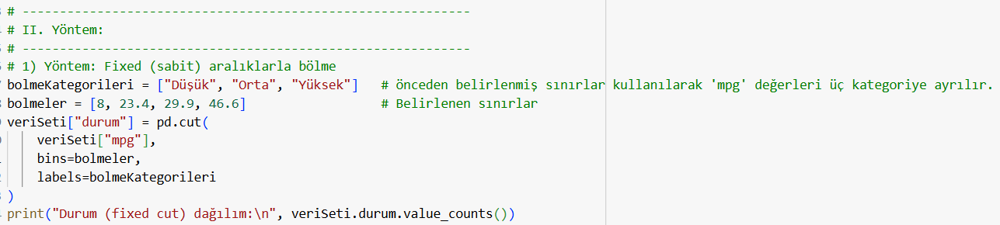 # ------------------------------------------------------------
# II. Yöntem:
# ------------------------------------------------------------
# 1) Yöntem: Fixed (sabit) aralıklarla bölme
bolmeKategorileri = ["Düşük", "Orta", "Yüksek"]   # önceden belirlenmiş sınırlar kullanılarak 'mpg' değerleri üç kategoriye ayrılır.
bolmeler = [8, 23.4, 29.9, 46.6]                  # Belirlenen sınırlar
veriSeti["durum"] = pd.cut(
    veriSeti["mpg"],
    bins=bolmeler,
    labels=bolmeKategorileri
)
print("Durum (fixed cut) dağılım:\n", veriSeti.durum.value_counts())